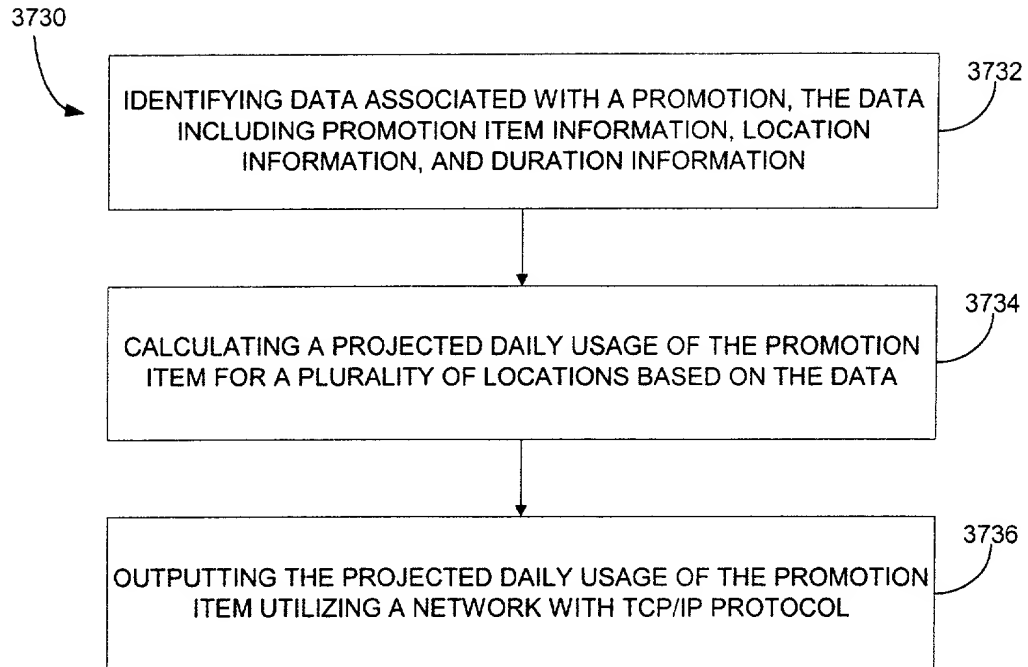 3730
3732
IDENTIFYING DATA ASSOCIATED WITH A PROMOTION, THE DATA
INCLUDING PROMOTION ITEM INFORMATION, LOCATION
INFORMATION, AND DURATION INFORMATION
3734
CALCULATING A PROJECTED DAILY USAGE OF THE PROMOTION
ITEM FOR A PLURALITY OF LOCATIONS BASED ON THE DATA
3736
OUTPUTTING THE PROJECTED DAILY USAGE OF THE PROMOTION
ITEM UTILIZING A NETWORK WITH TCP/IP PROTOCOL